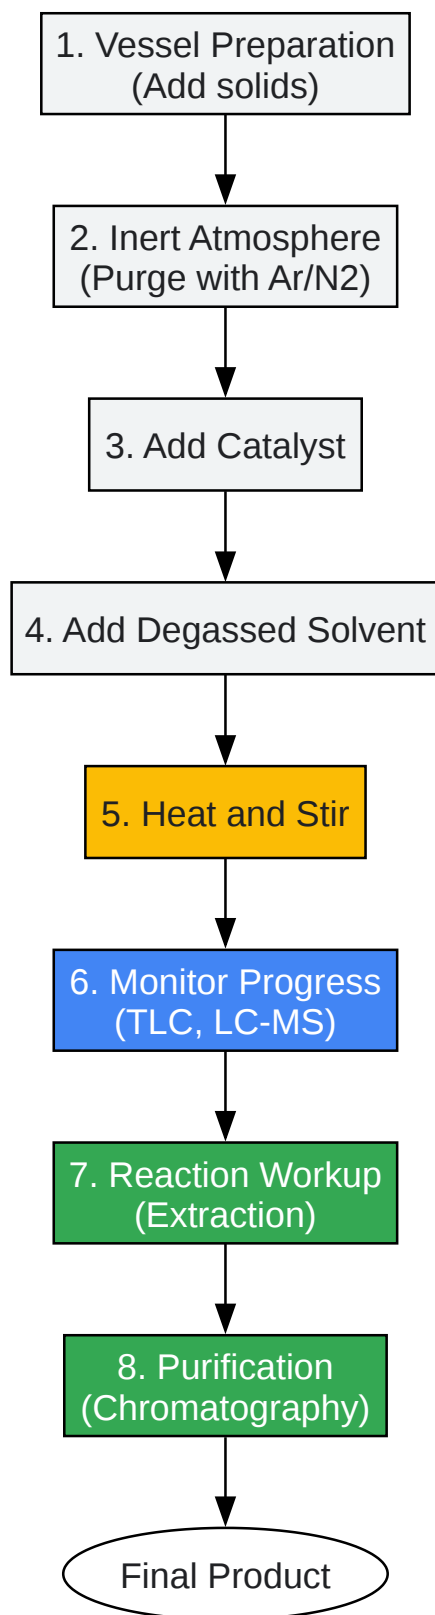 1. Vessel Preparation
(Add solids)
2. Inert Atmosphere
(Purge with Ar/N2)
3. Add Catalyst
4. Add Degassed Solvent
5. Heat and Stir
6. Monitor Progress
(TLC, LC-MS)
7. Reaction Workup
(Extraction)
8. Purification
(Chromatography)
Final Product